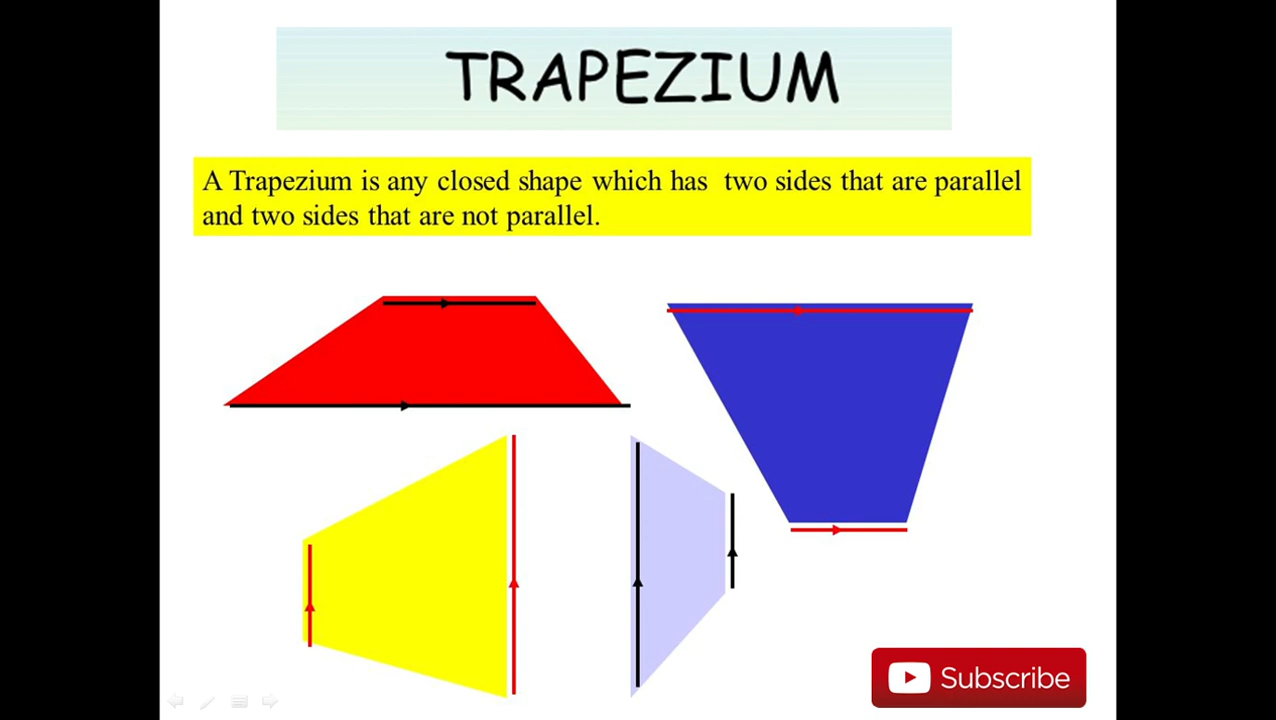 TRAPEZIUM
A Trapezium is any closed shape which has two sides that are parallel
and two sides that are not parallel.
Subscribe